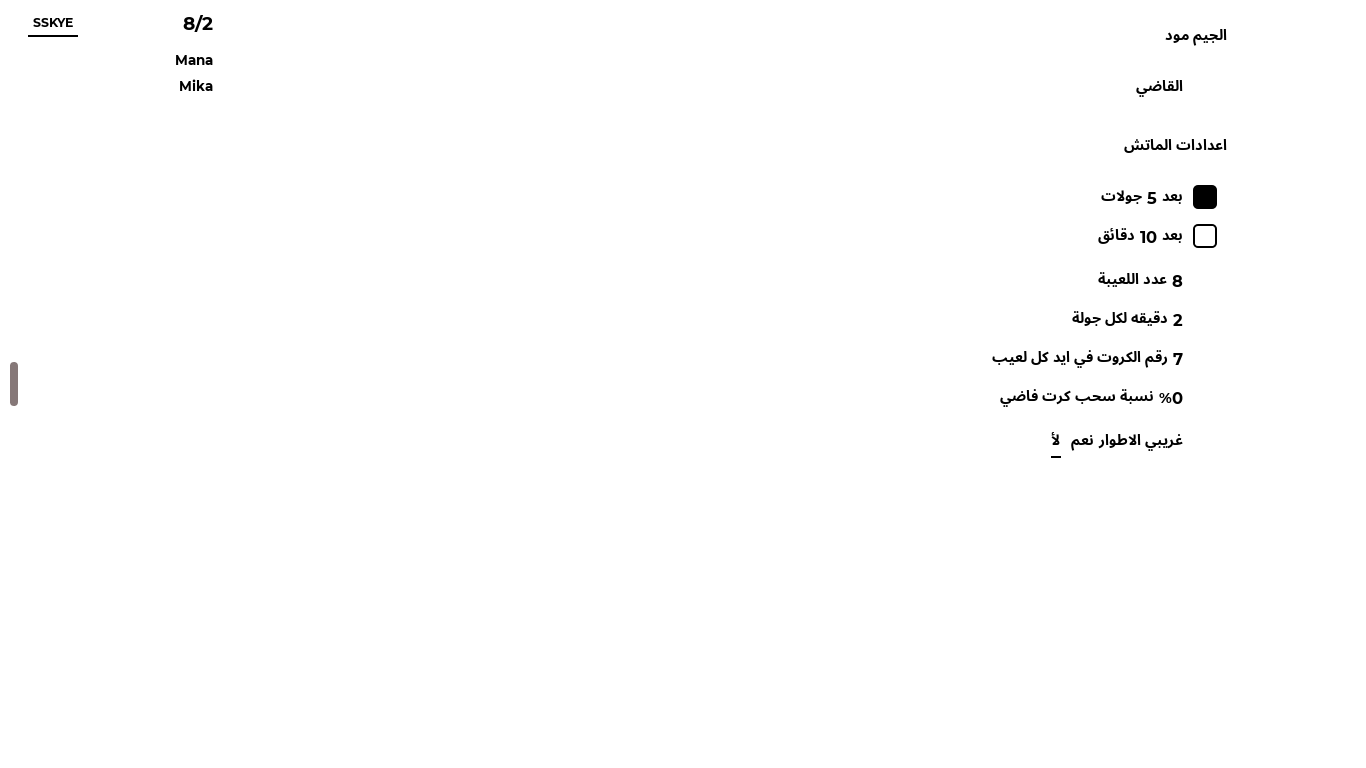 الجيم مود
القاضي
اعدادات الماتش
بعد 5 جولات
بعد 10 دقائق
8 عدد اللعيبة
2 دقيقه لكل جولة
7 رقم الكروت في ايد كل لعيب
%0 نسبة سحب كرت فاضي
غريبي الاطوار نعم لأ
8/2
Mana
Mika
SSKYE